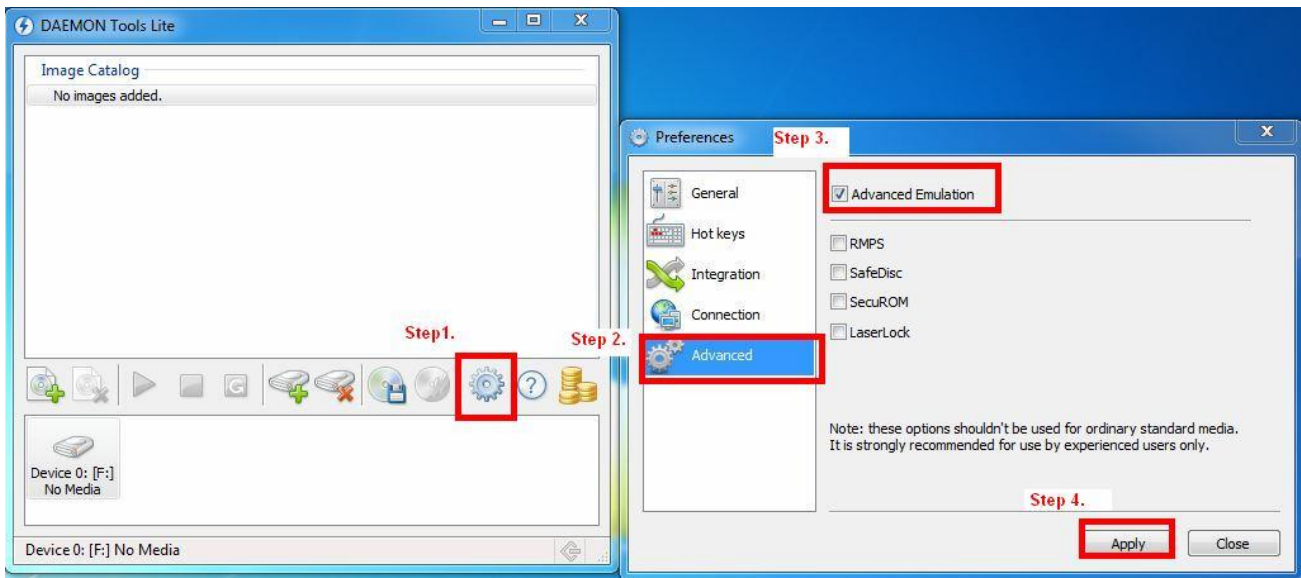 DAEMON Tools Lite
Image Catalog
No images added.
Step1.
Device 0: [F:]
No Media
Device 0: [F:] No Media
Preferences
Step 3.
General
Hot keys
Integration
Connection
Step 2.
Advanced
Advanced Emulation
RMPS
SafeDisc
SecuROM
LaserLock
Note: these options shouldn't be used for ordinary standard media.
It is strongly recommended for use by experienced users only.
Step 4.
Apply
Close